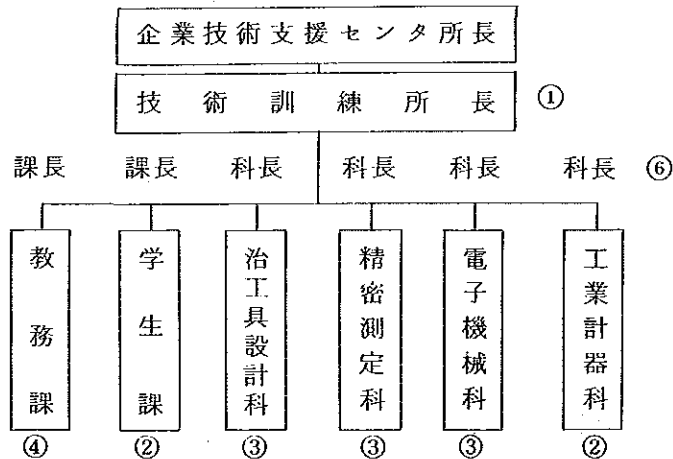 企業技術支援センタ所長
技術訓練所長 ①
課長 課長 科長 科長 科長 科長 ⑥
教務課
学生課
治工具設計科
精密測定科
電子機械科
工業計器科
④ ② ③ ③ ③ ②